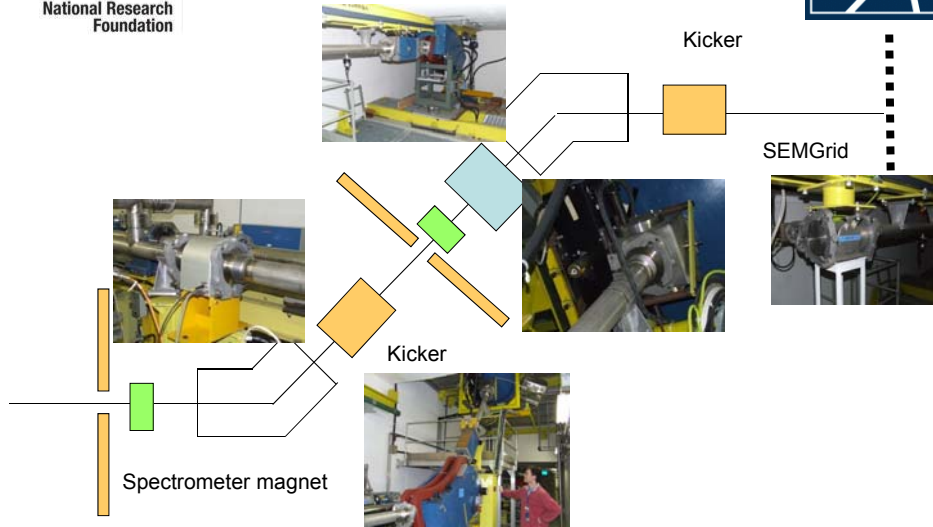 National Research
Foundation
Kicker
SEMGrid
Kicker
Spectrometer magnet